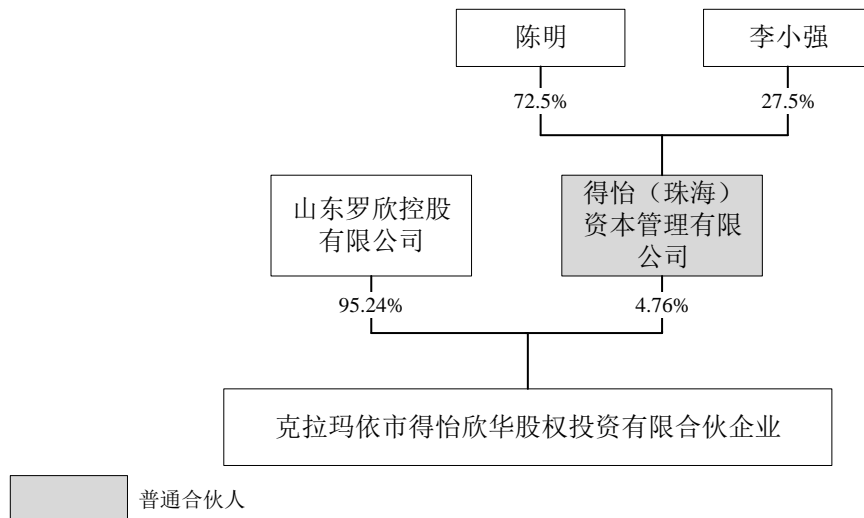 陈明
李小强
72.5%
27.5%
山东罗欣控股
有限公司
得怡（珠海）
资本管理有限
公司
95.24%
4.76%
克拉玛依市得怡欣华股权投资有限合伙企业
普通合伙人